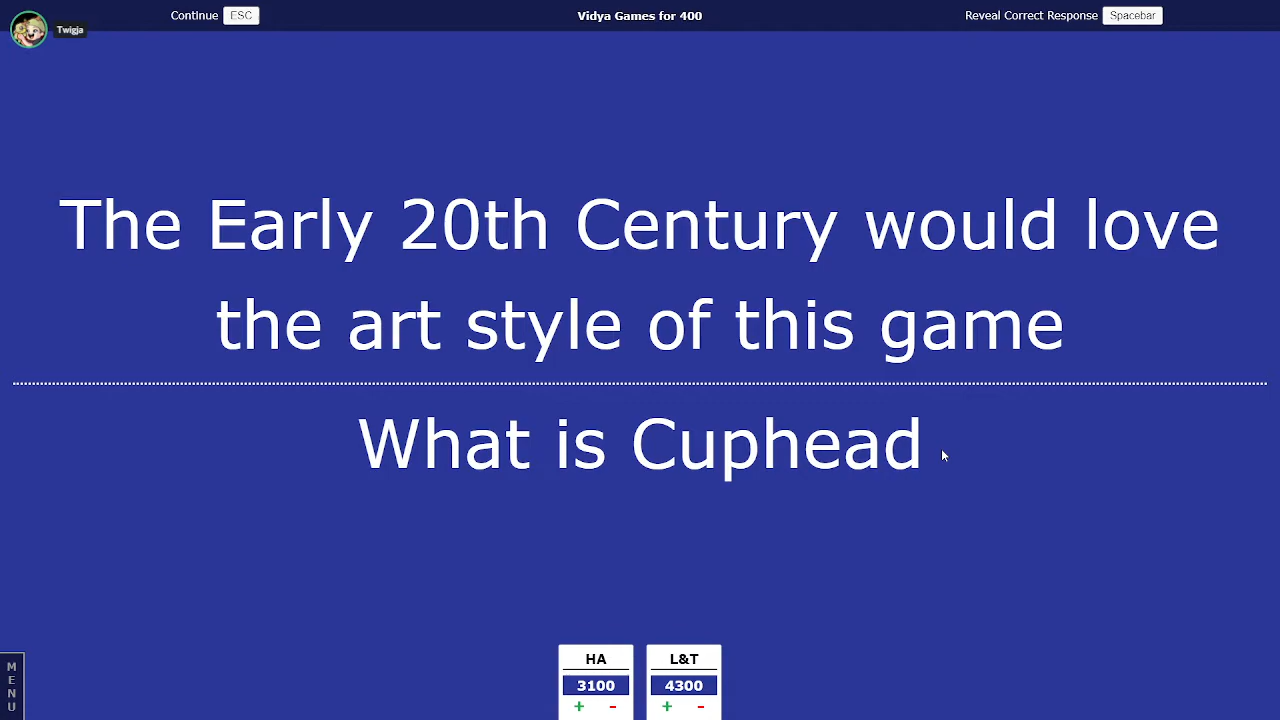 Continue ESC
Vidya Games for 400
Reveal Correct Response Spacebar
Twigja
The Early 20th Century would love
the art style of this game
What is Cuphead
MENU
HA
3100
+ -
L&T
4300
+ -